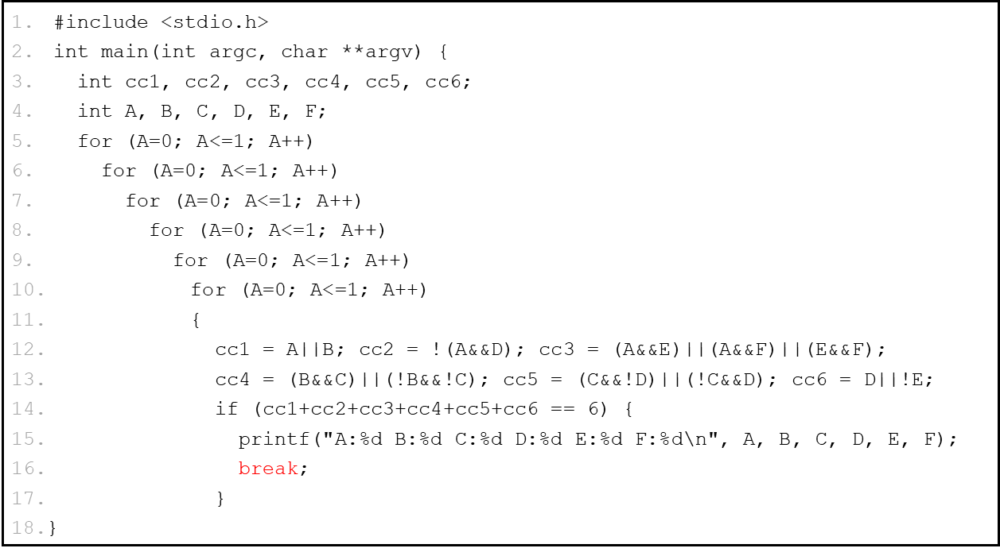 1. #include <stdio.h>
2. int main(int argc, char **argv) {
3. int cc1, cc2, cc3, cc4, cc5, cc6;
4. int A, B, C, D, E, F;
5. for (A=0; A<=1; A++)
6. for (A=0; A<=1; A++)
7. for (A=0; A<=1; A++)
8. for (A=0; A<=1; A++)
9. for (A=0; A<=1; A++)
10. for (A=0; A<=1; A++)
11. {
12. cc1 = A||B; cc2 = !(A&&D); cc3 = (A&&E)||(A&&F)||(E&&F);
13. cc4 = (B&&C)||(!B&&!C); cc5 = (C&&!D)||(!C&&D); cc6 = D||!E;
14. if (cc1+cc2+cc3+cc4+cc5+cc6 == 6) {
15. printf("A:%d B:%d C:%d D:%d E:%d F:%d\n", A, B, C, D, E, F);
16. break;
17. }
18. }